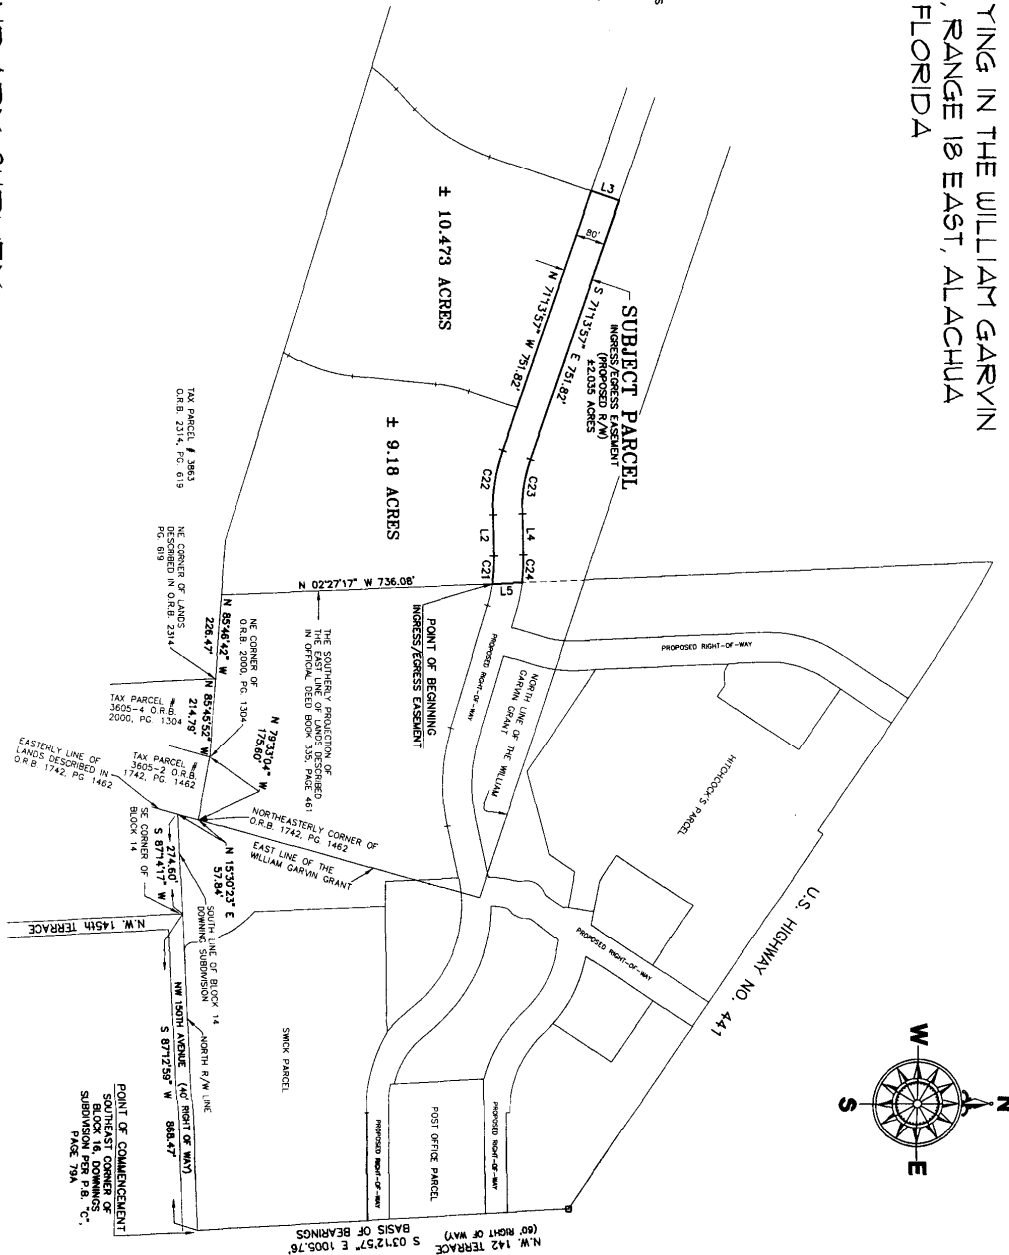 YING IN THE WILLIAM GARVIN
, RANGE 18 EAST, ALACHUA
FLORIDA
N
W
E
S
U.S. HIGHWAY NO. 441
L3
80'
SUBJECT PARCEL
INGRESS/EGRESS EASEMENT
(PROPOSED R/W)
±2.035 ACRES
S 71°13'57" E 751.82'
N 71°13'57" W 751.82'
± 10.473 ACRES
± 9.18 ACRES
C23
L4
C24
C22
L2
C21
L5
POINT OF BEGINNING
INGRESS/EGRESS EASEMENT
N 02°27'17" W 736.08'
THE SOUTHERLY PROJECTION OF
THE EAST LINE OF LANDS DESCRIBED
IN OFFICIAL DEED BOOK 335, PAGE 461
PROPOSED RIGHT-OF-WAY
PROPOSED RIGHT-OF-WAY
NORTH LINE OF THE WILLIAM
GARVIN GRANT
HITCHCOCK'S PARCEL
PROPOSED RIGHT-OF-WAY
TAX PARCEL # 3863
O.R.B. 2314, PG. 619
NE CORNER OF LANDS
DESCRIBED IN O.R.B. 2314
PG. 619
N 85°46'42" W
226.47'
NE CORNER OF
O.R.B. 2000, PG. 1304
N 85°45'52" W
214.79'
N 79°33'04" W
175.60'
TAX PARCEL #
3605-4 O.R.B.
2000, PG. 1304
TAX PARCEL #
3605-2 O.R.B.
1742, PG. 1462
EASTERLY LINE OF
LANDS DESCRIBED IN
O.R.B. 1742, PG 1462
NORTHEASTERLY CORNER OF
O.R.B. 1742, PG. 1462
EAST LINE OF THE
WILLIAM GARVIN GRANT
N 15°30'23" E
57.84'
274.60'
S 87°14'17" W
SE CORNER OF
BLOCK 14
SOUTH LINE OF BLOCK 14
DOWNING SUBDIVISION
N.W. 145th TERRACE
NORTH R/W LINE
NW 150TH AVENUE (40' RIGHT OF WAY)
S 87°12'59" W 868.47'
SWICK PARCEL
PROPOSED RIGHT-OF-WAY
POST OFFICE PARCEL
PROPOSED RIGHT-OF-WAY
POINT OF COMMENCEMENT
SOUTHEAST CORNER OF
BLOCK 16, DOWNINGS
SUBDIVISION PER P.B. "C",
PAGE 79A
N.W. 142 TERRACE
(60' RIGHT OF WAY)
S 03°12'57" E 1005.76'
BASIS OF BEARINGS